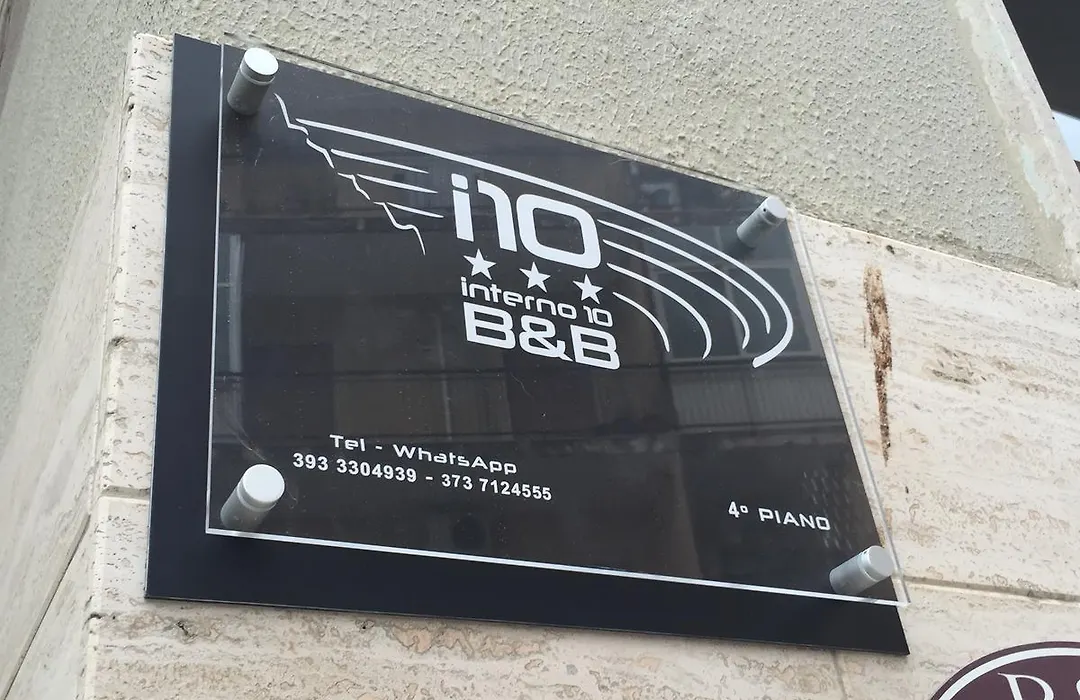 i10
interno 10
B&B
Tel - WhatsApp
393 3304939 - 373 7124555
4° PIANO